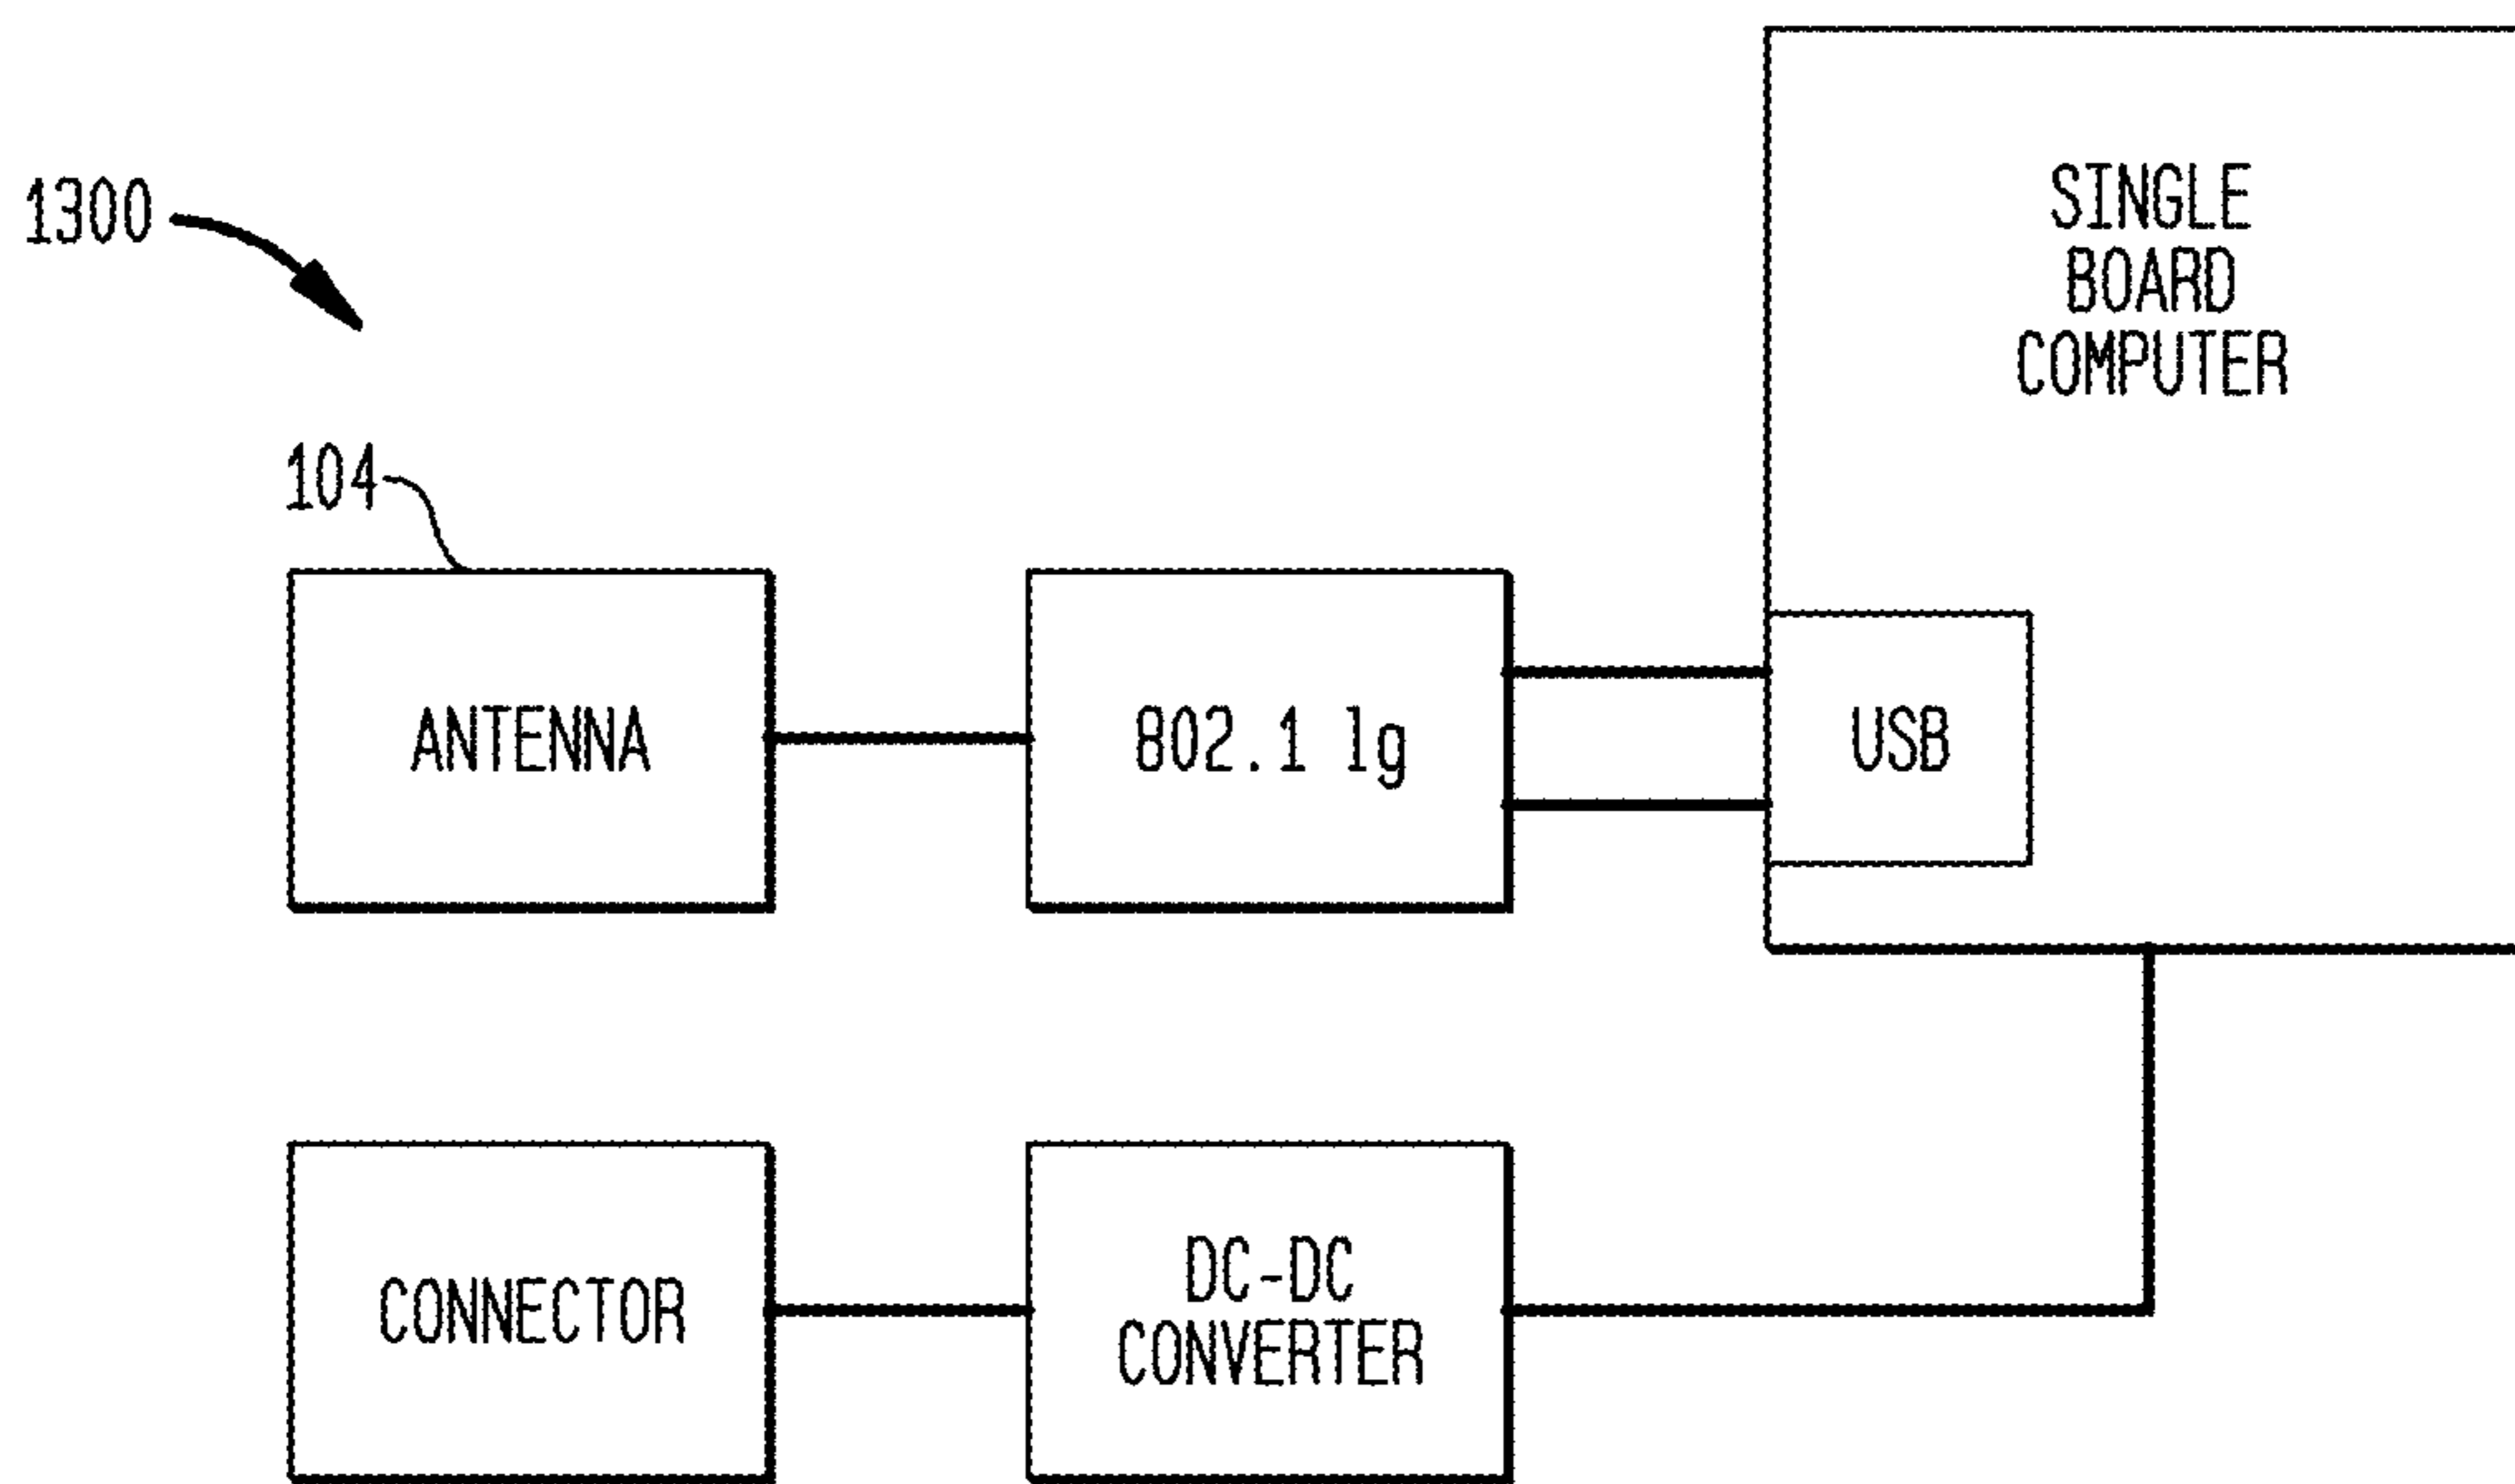 1300
SINGLE
BOARD
COMPUTER
104
ANTENNA
802.1 1g
USB
CONNECTOR
DC-DC
CONVERTER